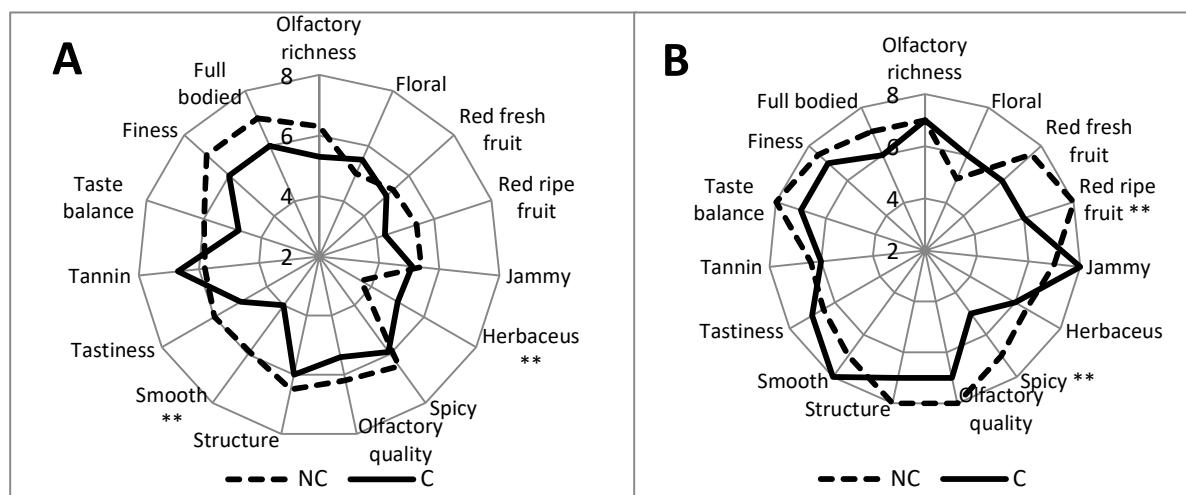 A
Olfactory
richness
Floral
Red fresh
fruit
Red ripe
fruit
Jammy
Herbaceus
**
Spicy
Olfactory
quality
Structure
Smooth
**
Tastiness
Tannin
Taste
balance
Finess
Full
bodied
8
6
4
2
NC
C
B
Olfactory
richness
Floral
Red fresh
fruit
Red ripe
fruit **
Jammy
Herbaceus
Spicy **
Olfactory
quality
Structure
Smooth
Tastiness
Tannin
Taste
balance
Finess
Full bodied
8
6
4
2
NC
C